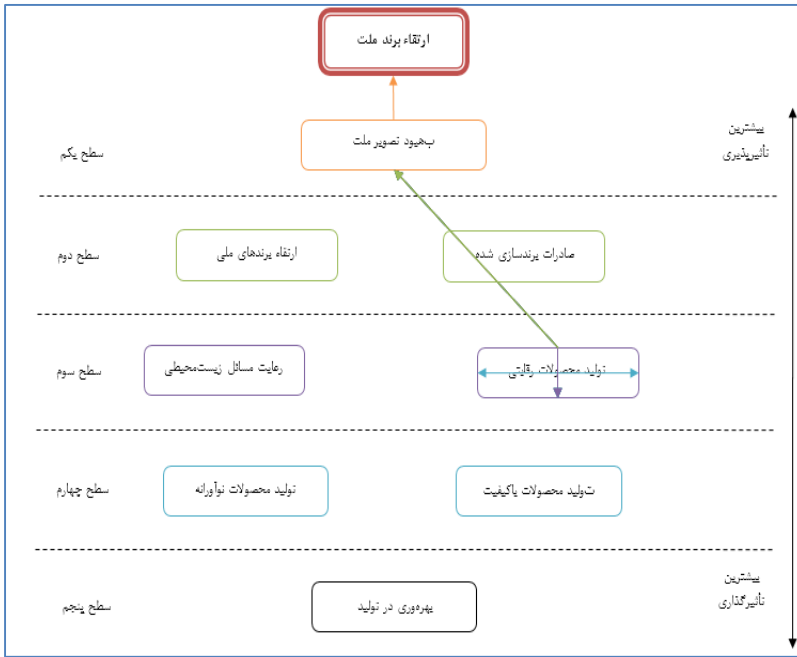 ارتقاء برند ملت
بیشترین
تأثیرپذیری
بهبود تصویر ملت
سطح یکم
صادرات برندسازی شده
ارتقاء برندهای ملی
سطح دوم
تولید محصولات رقابتی
رعایت مسائل زیست‌محیطی
سطح سوم
تولید محصولات باکیفیت
تولید محصولات نوآورانه
سطح چهارم
بیشترین
تأثیرگذاری
بهره‌وری در تولید
سطح پنجم